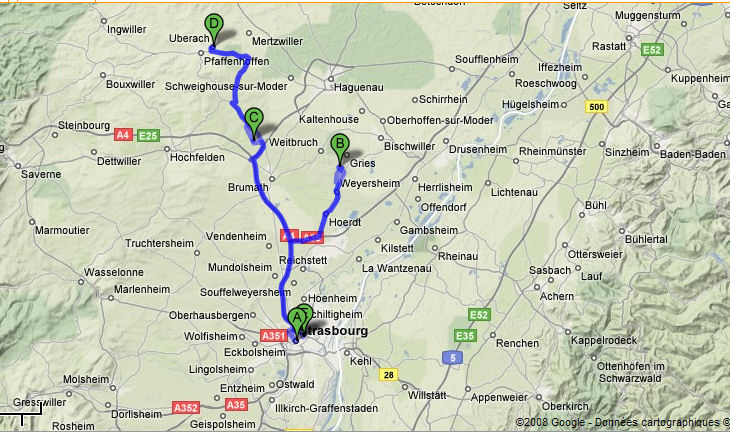 Betschdorf
Seltz
Ingwiller
D
Uberach
Mertzwiller
Muggensturm
Rastatt
E52
Pfaffenhoffen
Soufflenheim
Iffezheim
Kuppenheim
Bouxwiller
Schweighouse-sur-Moder
Haguenau
Roeschwoog
Schirrhein
Hügelsheim
500
C
Kaltenhouse
Oberhoffen-sur-Moder
Steinbourg
A4
E25
Weitbruch
B
Bischwiller
Drusenheim
Rheinmünster
Sinzheim
Baden-Baden
Hochfelden
Gries
Dettwiller
Saverne
Brumath
Weyersheim
Herrlisheim
Lichtenau
Offendorf
Bühl
Marmoutier
Hoerdt
Gambsheim
Bühlertal
Vendenheim
A4
Truchtersheim
Kilstett
Reichstett
Rheinau
Ottersweier
Wasselonne
Mundolsheim
La Wantzenau
Sasbach
Lauf
Marlenheim
Souffelweyersheim
Achern
Hoenheim
Oberhausbergen
A
Schiltigheim
E52
Wolfisheim
A351
Strasbourg
E35
Renchen
Kappelrodeck
Eckbolsheim
Kehl
5
Lingolsheim
28
Ottenhöfen im
Schwarzwald
Molsheim
Ostwald
Entzheim
Willstätt
Gresswiller
Dorlisheim
A352
A35
Illkirch-Graffenstaden
Appenweier
Oberkirch
Rosheim
Geispolsheim
©2008 Google - Données cartographiques ©